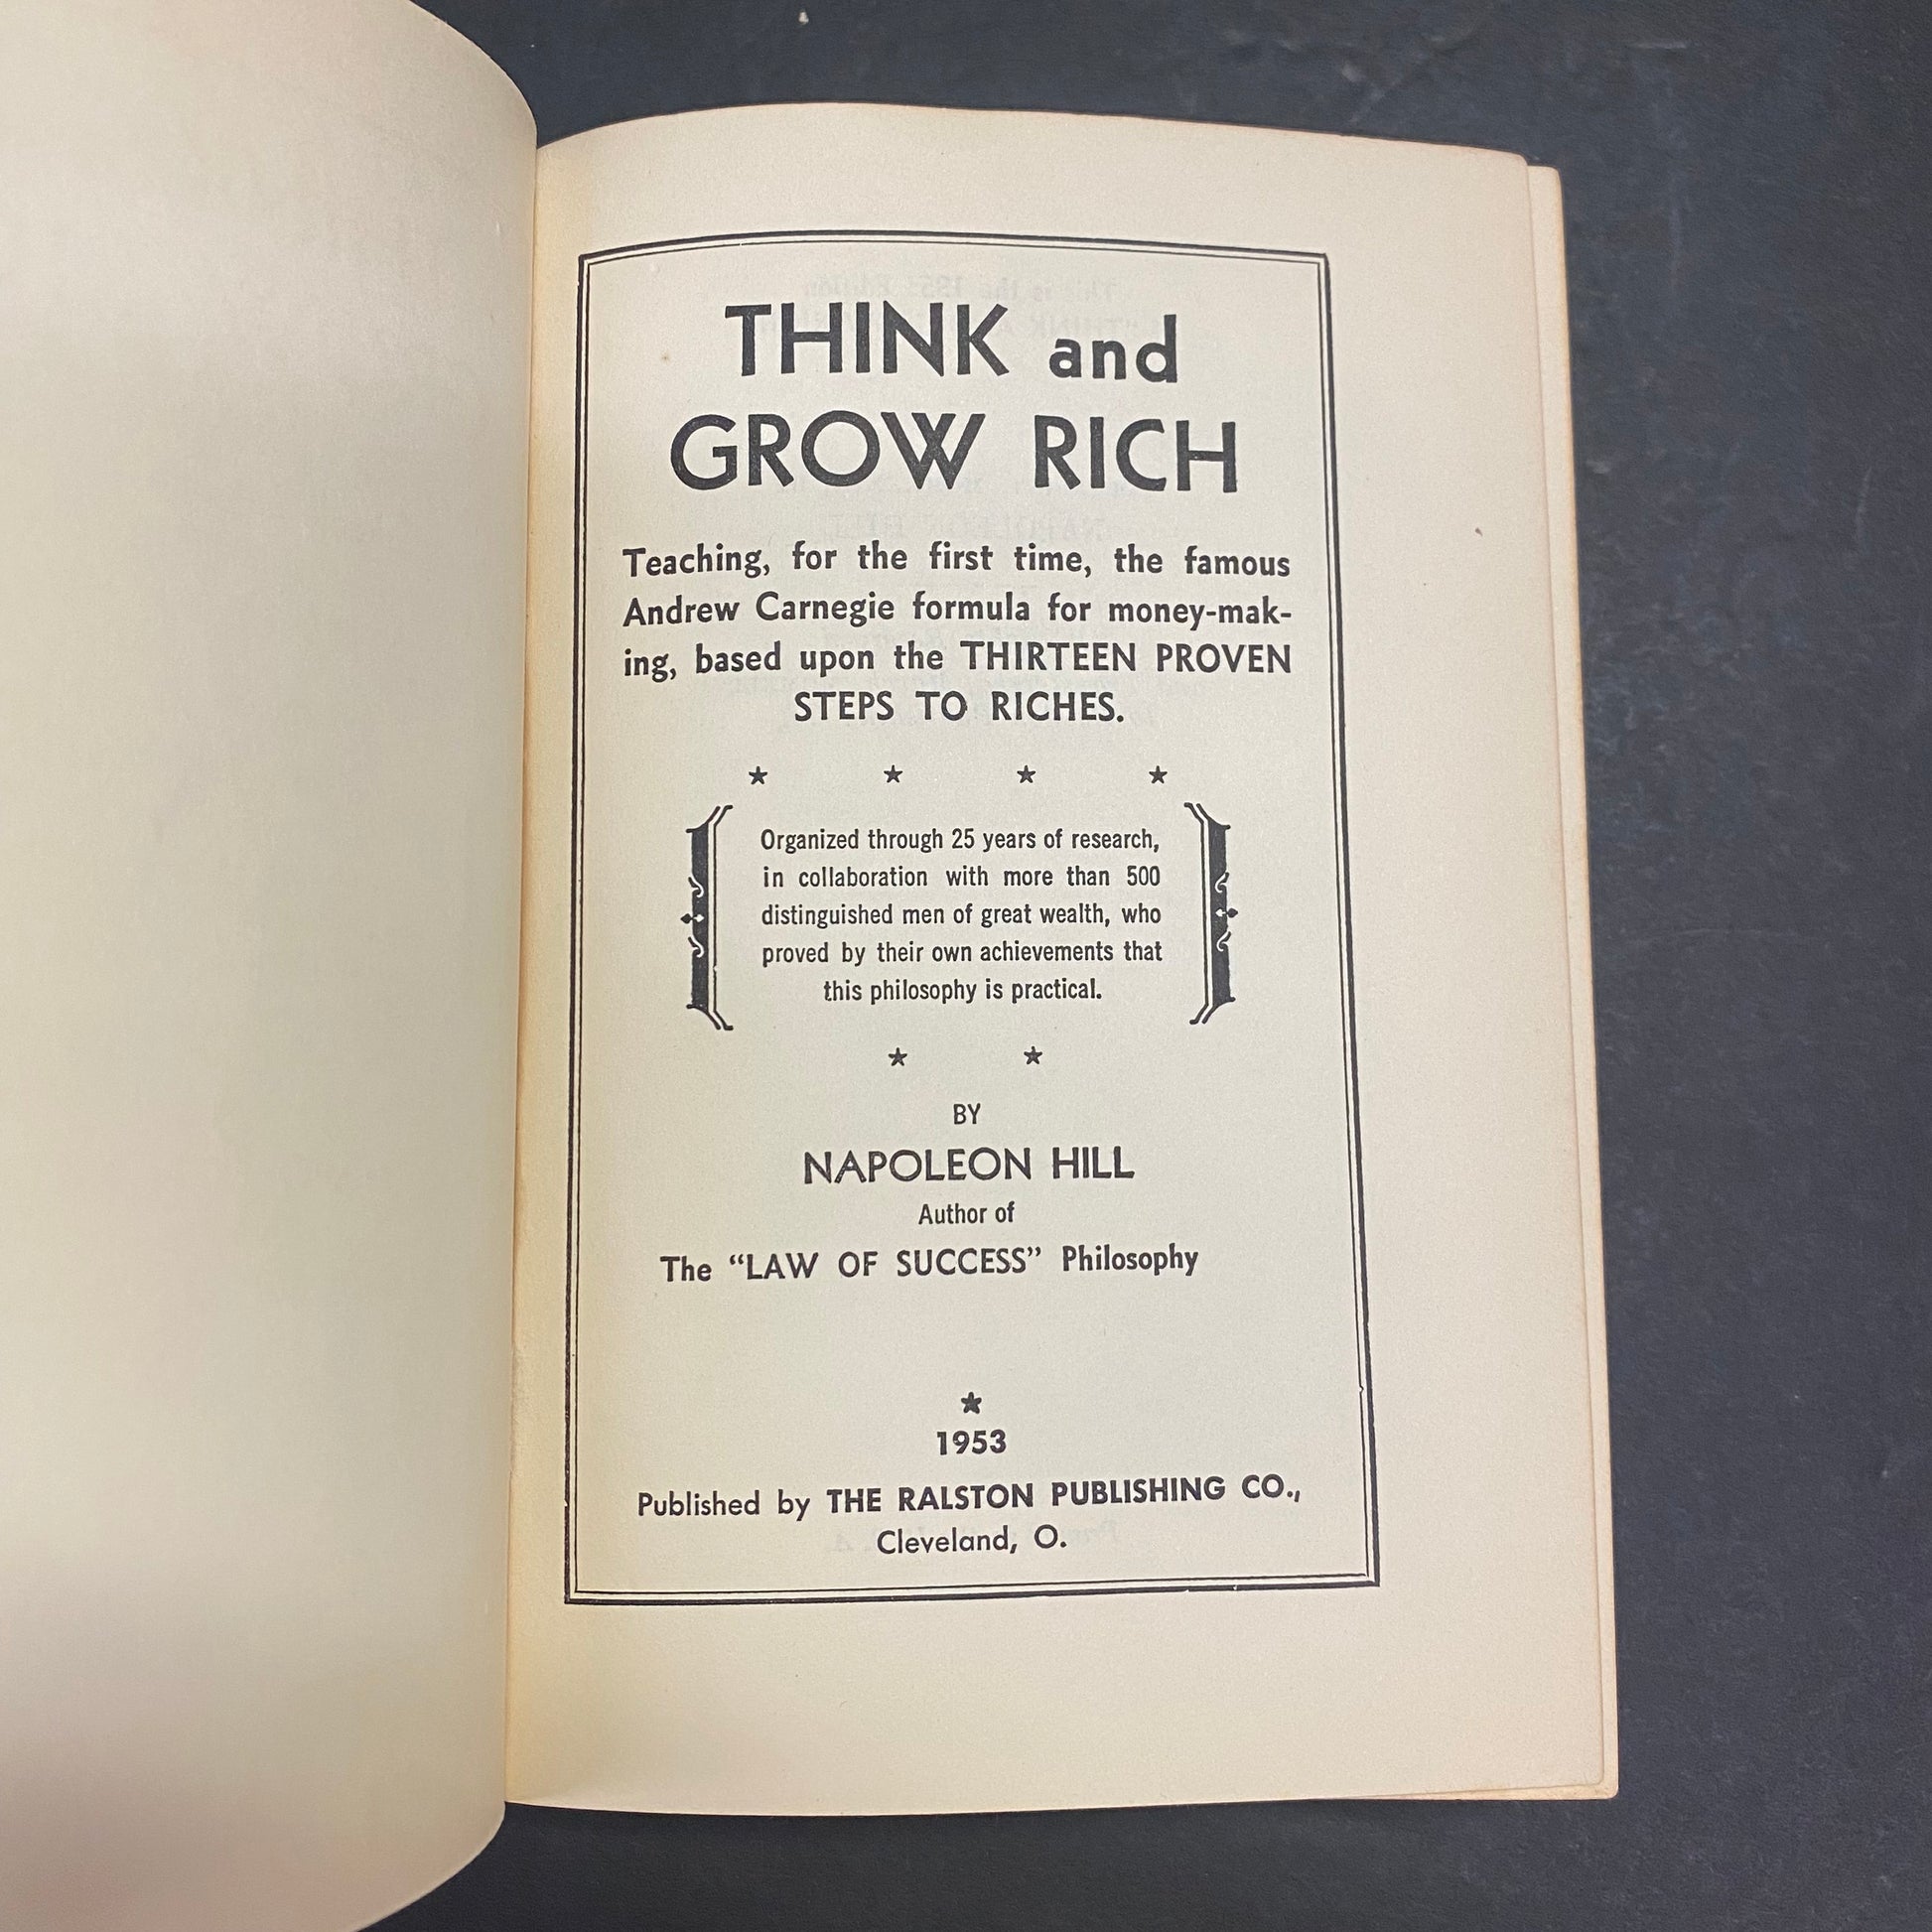 THINK and
GROW RICH
Teaching, for the first time, the famous
Andrew Carnegie formula for money-mak-
ing, based upon the THIRTEEN PROVEN
STEPS TO RICHES.
Organized through 25 years of research,
in collaboration with more than 500
distinguished men of great wealth, who
proved by their own achievements that
this philosophy is practical.
BY
NAPOLEON HILL
Author of
The “LAW OF SUCCESS” Philosophy
1953
Published by THE RALSTON PUBLISHING CO.,
Cleveland, O.